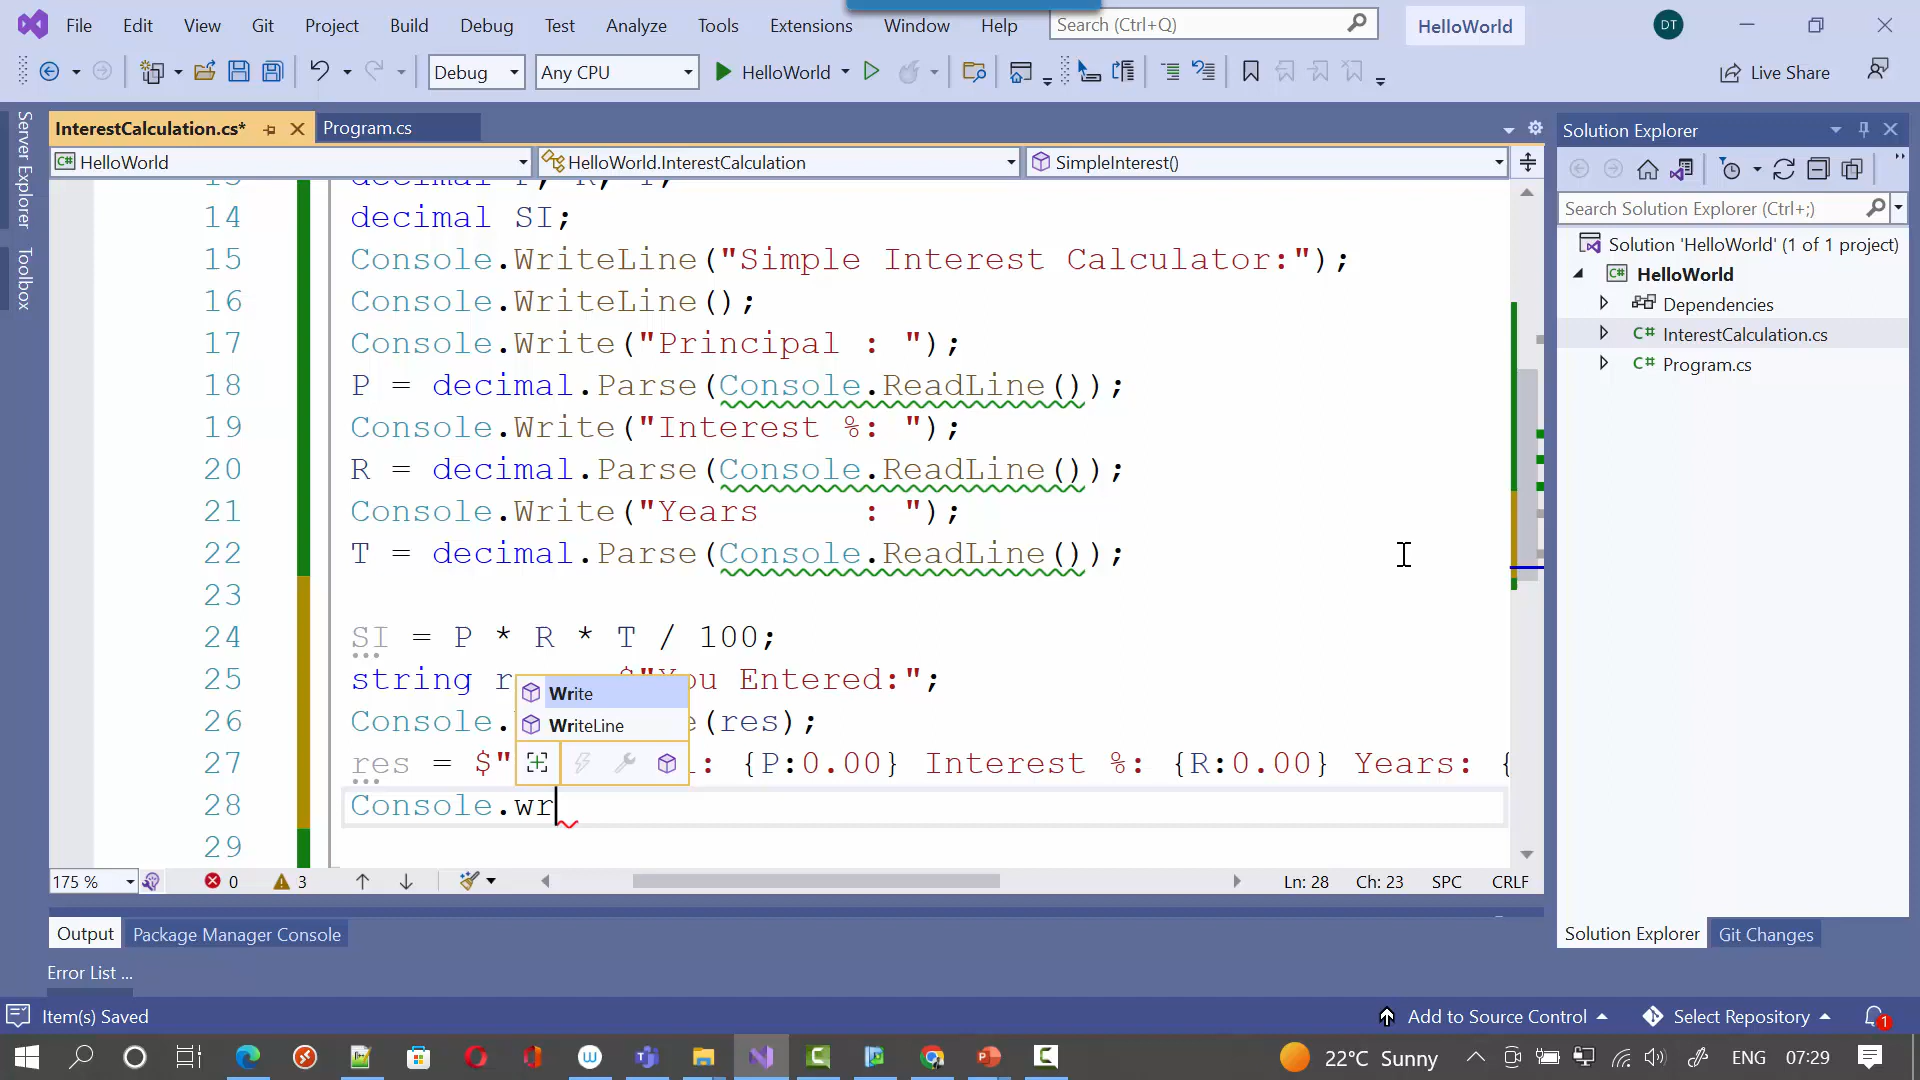 File Edit View Git Project Build Debug Test Analyze Tools Extensions Window Help Search (Ctrl+Q) HelloWorld DT
Debug Any CPU HelloWorld Live Share
Server Explorer
Toolbox
InterestCalculation.cs* Program.cs
HelloWorld HelloWorld.InterestCalculation SimpleInterest()
14 decimal SI;
15 Console.WriteLine("Simple Interest Calculator:");
16 Console.WriteLine();
17 Console.Write("Principal : ");
18 P = decimal.Parse(Console.ReadLine());
19 Console.Write("Interest %: ");
20 R = decimal.Parse(Console.ReadLine());
21 Console.Write("Years     : ");
22 T = decimal.Parse(Console.ReadLine());
23
24 SI = P * R * T / 100;
25 string r $"You Entered:";
26 Console. e(res);
27 res = $" : {P:0.00} Interest %: {R:0.00} Years: {
28 Console.wr
29
Write
WriteLine
175 % 0 3 Ln: 28 Ch: 23 SPC CRLF
Output Package Manager Console
Error List ...
Solution Explorer
Search Solution Explorer (Ctrl+;)
Solution 'HelloWorld' (1 of 1 project)
HelloWorld
Dependencies
C# InterestCalculation.cs
C# Program.cs
Solution Explorer Git Changes
Item(s) Saved Add to Source Control Select Repository 1
22°C Sunny ENG 07:29